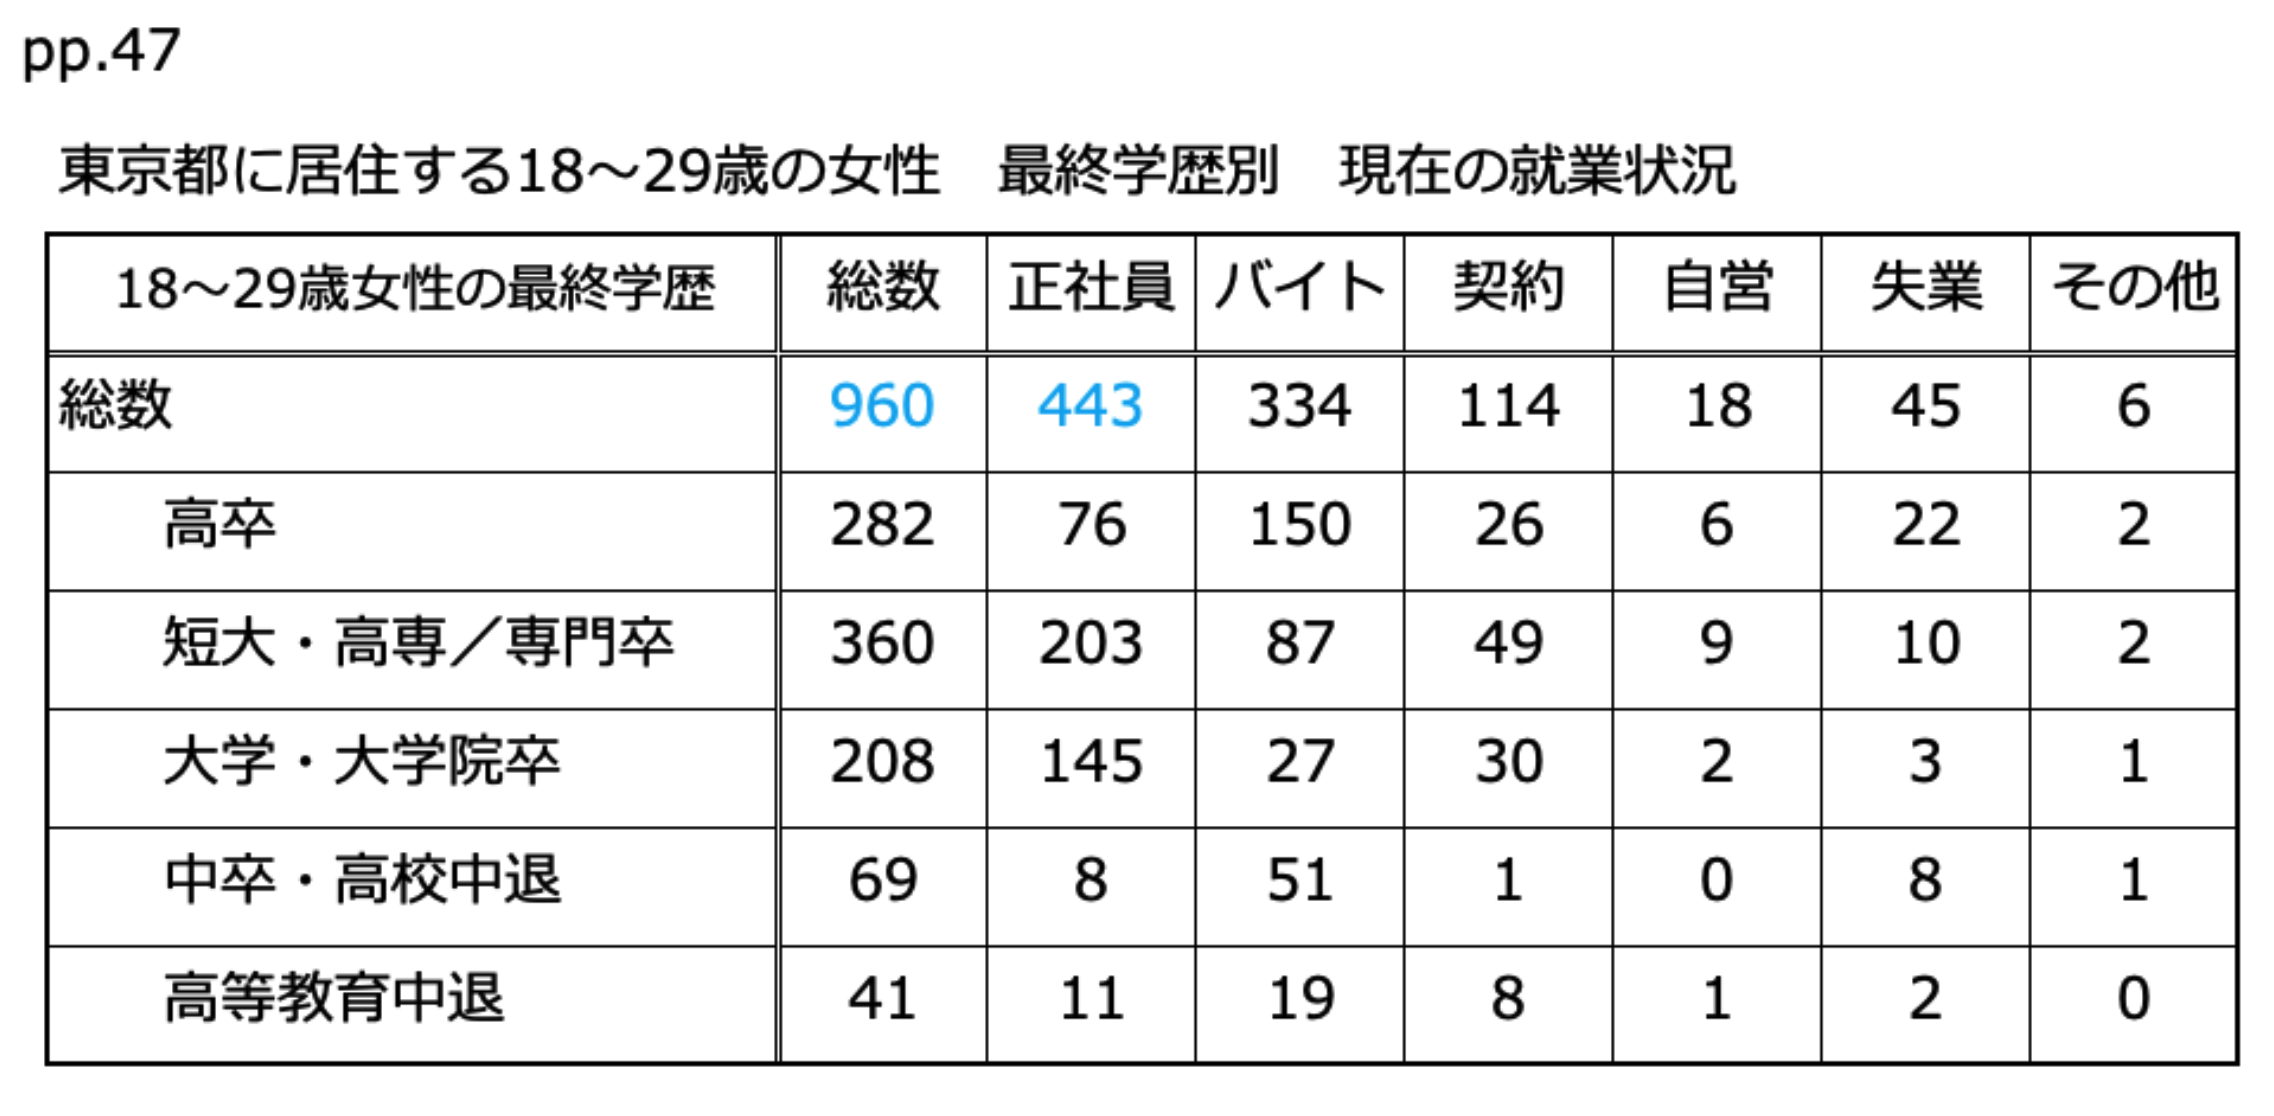 pp.47
東京都に居住する18～29歳の女性　最終学歴別　現在の就業状況
18～29歳女性の最終学歴 総数 正社員 バイト 契約 自営 失業 その他
総数 960 443 334 114 18 45 6
高卒 282 76 150 26 6 22 2
短大・高専／専門卒 360 203 87 49 9 10 2
大学・大学院卒 208 145 27 30 2 3 1
中卒・高校中退 69 8 51 1 0 8 1
高等教育中退 41 11 19 8 1 2 0